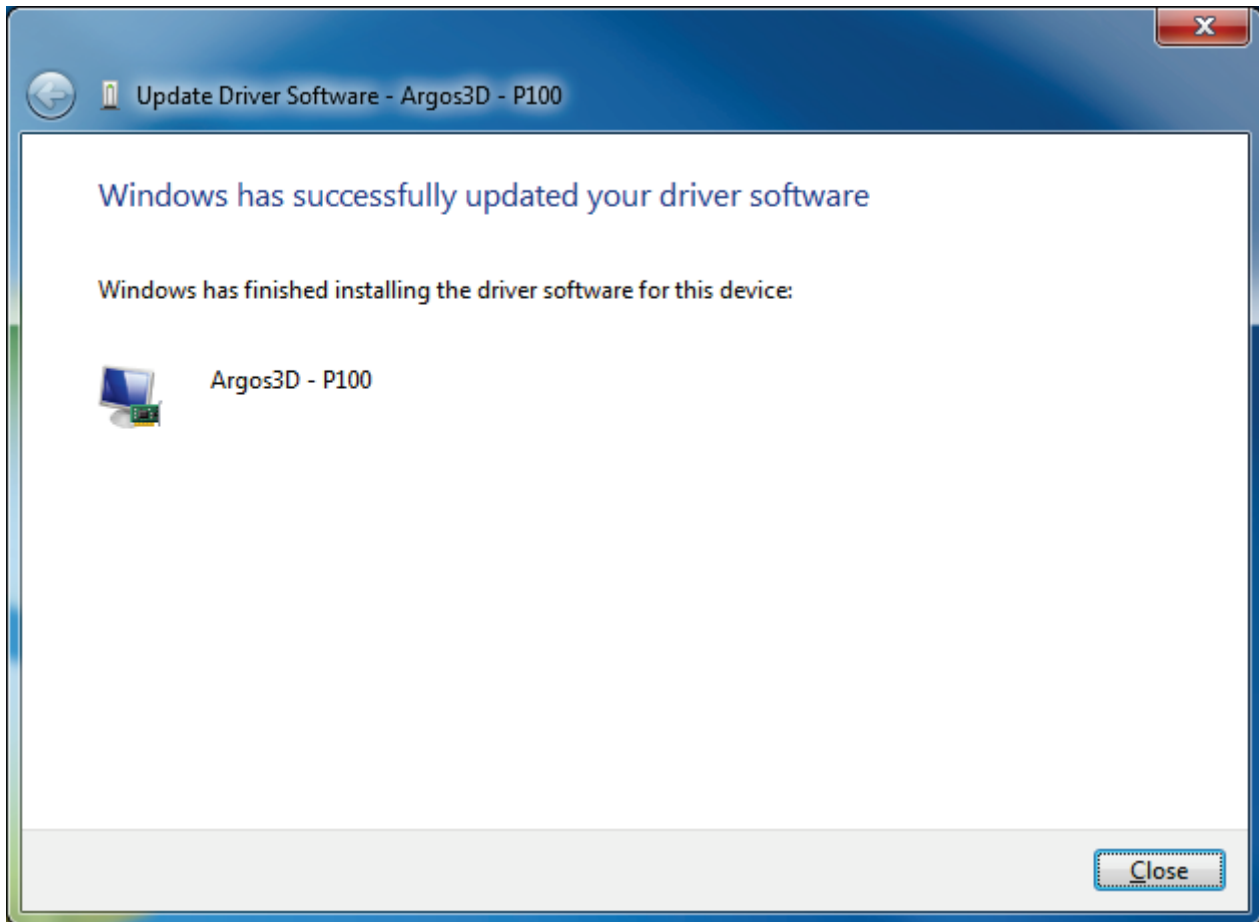 Update Driver Software - Argos3D - P100
Windows has successfully updated your driver software
Windows has finished installing the driver software for this device:
Argos3D - P100
Close